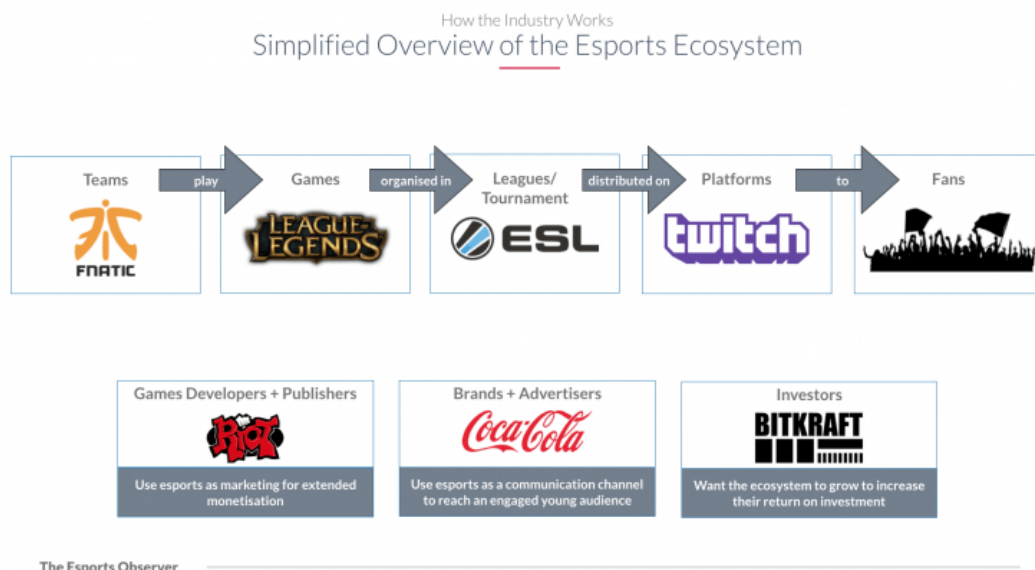 How the Industry Works
Simplified Overview of the Esports Ecosystem
Teams
play
Games
organised in
Leagues/
Tournament
distributed on
Platforms
to
Fans
FNATIC
LEAGUE OF
LEGENDS
ESL
twitch
Games Developers + Publishers
Brands + Advertisers
Investors
RIOT
Coca-Cola
BITKRAFT
Use esports as marketing for extended
monetisation
Use esports as a communication channel
to reach an engaged young audience
Want the ecosystem to grow to increase
their return on investment
The Esports Observer